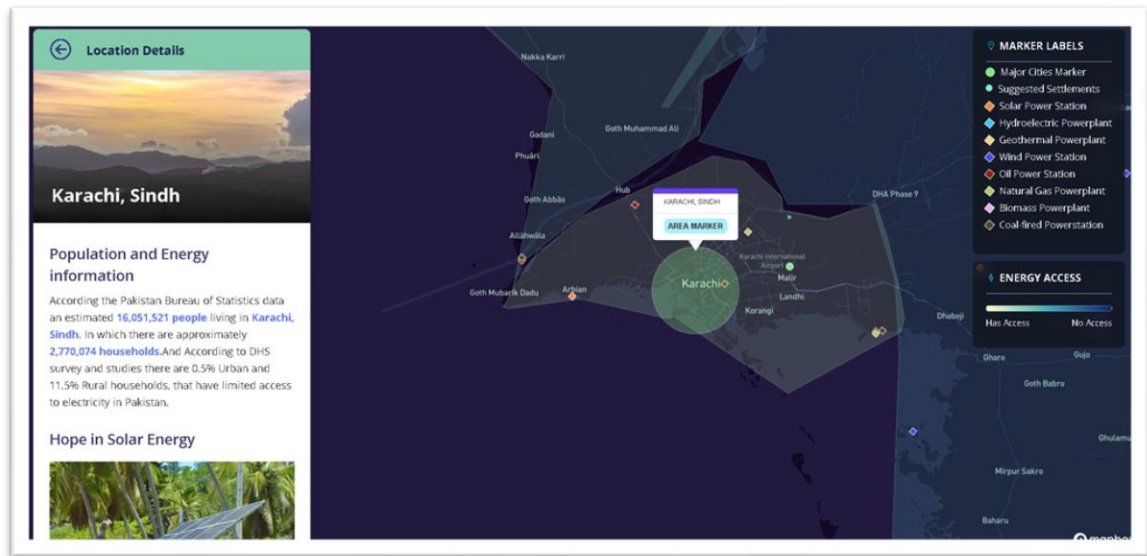 Location Details
Karachi, Sindh
Population and Energy
information
According the Pakistan Bureau of Statistics data
an estimated 16,051,521 people living in Karachi,
Sindh. In which there are approximately
2,770,074 households.And According to DHS
survey and studies there are 0.5% Urban and
11.5% Rural households, that have limited access
to electricity in Pakistan.
Hope in Solar Energy
Nakka Karri
Gadani
Goth Muhammad Ali
Phuări
Hub
DHA Phase 9
Goth Abbās
KARACHI, SINDH
AREA MARKER
Allāhwāla
Karachi International
Airport
Malir
Karachi
Goth Mubārik Dadu
Landhi
Korangi
Dhabeji
Gharo
Gujo
Goth Babro
Mirpur Sakro
Baharu
MARKER LABELS
Major Cities Marker
Suggested Settlements
Solar Power Station
Hydroelectric Powerplant
Geothermal Powerplant
Wind Power Station
Oil Power Station
Natural Gas Powerplant
Biomass Powerplant
Coal-fired Powerstation
ENERGY ACCESS
Has Access
No Access